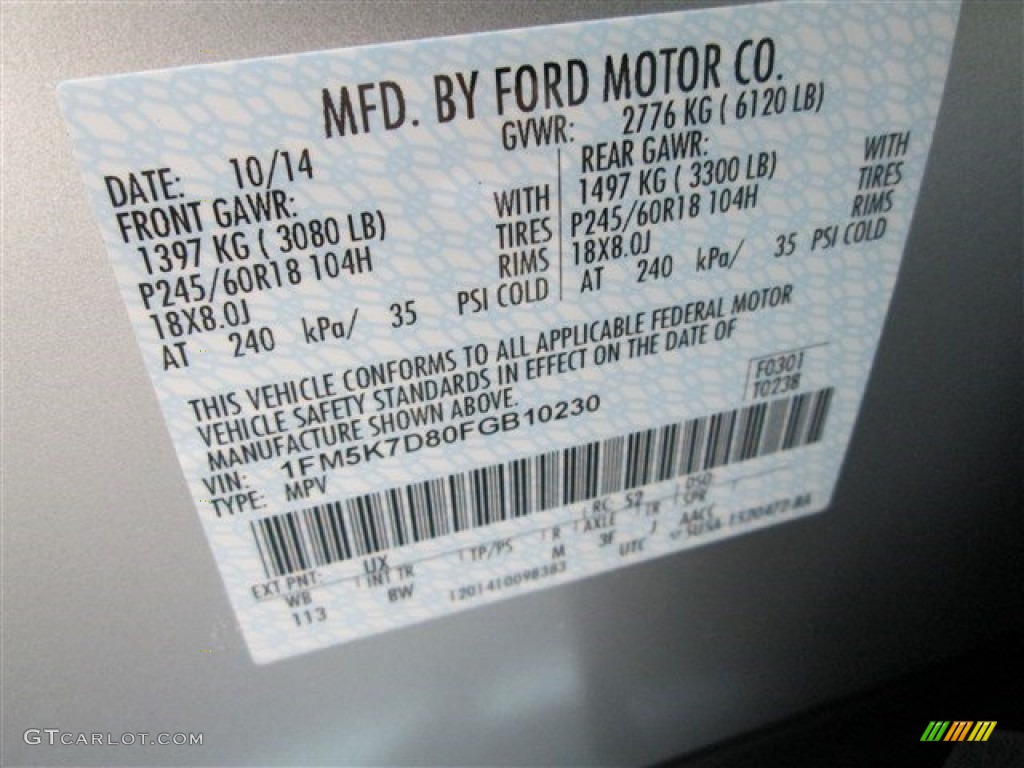 MFD. BY FORD MOTOR CO.
DATE: 10/14 GVWR: 2776 KG ( 6120 LB)
FRONT GAWR: REAR GAWR:
1397 KG ( 3080 LB) WITH 1497 KG ( 3300 LB) WITH
P245/60R18 104H TIRES P245/60R18 104H TIRES
18X8.0J RIMS 18X8.0J RIMS
AT 240 kPa/ 35 PSI COLD AT 240 kPa/ 35 PSI COLD
THIS VEHICLE CONFORMS TO ALL APPLICABLE FEDERAL MOTOR
VEHICLE SAFETY STANDARDS IN EFFECT ON THE DATE OF
MANUFACTURE SHOWN ABOVE.
F0301
T0238
VIN: 1FM5K7D80FGB10230
TYPE: MPV
EXT PNT: UX RC: 52 DSO
WB INT TR TP/PS R AXLE TR SPR
113 BW M 3F J AACC
1201410098383 UTC
GTCARLOT.COM